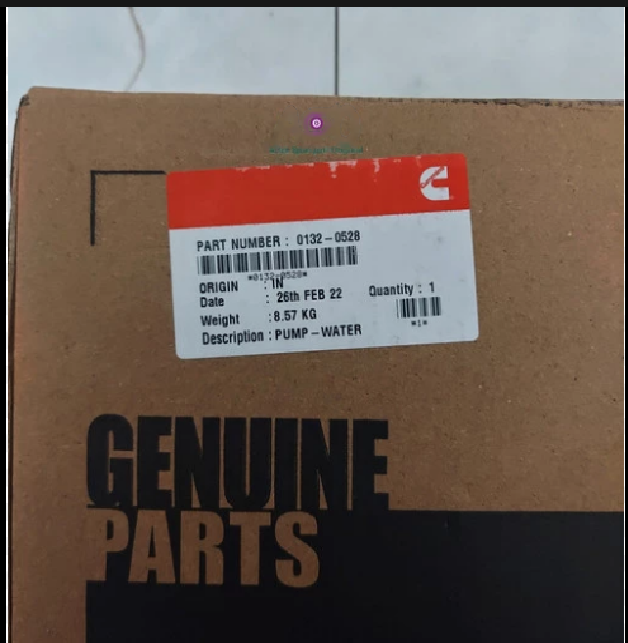 PART NUMBER : 0132-0528
*0132-0528*
ORIGIN : IN
Date : 26th FEB 22 Quantity : 1
Weight : 8.57 KG
*1*
Description : PUMP-WATER
GENUINE
PARTS